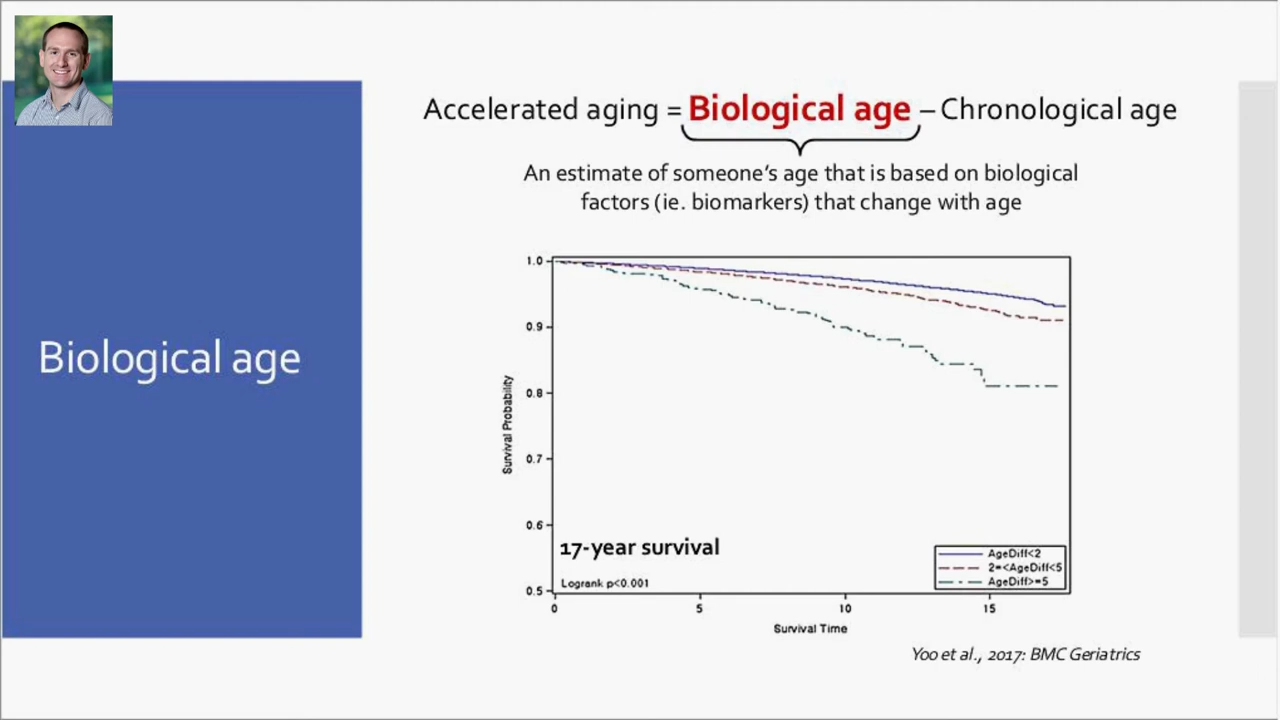 Accelerated aging = Biological age – Chronological age
An estimate of someone's age that is based on biological
factors (ie. biomarkers) that change with age
Biological age
1.0
0.9
0.8
0.7
0.6
0.5
Survival Probability
17-year survival
Logrank p<0.001
AgeDiff<2
2=<AgeDiff<5
AgeDiff>=5
0 5 10 15
Survival Time
Yoo et al., 2017: BMC Geriatrics